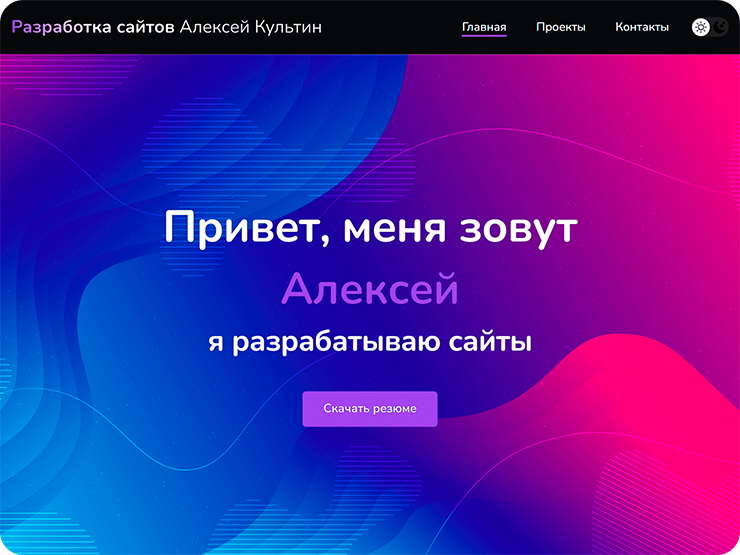 Разработка сайтов Алексей Культин
Главная
Проекты
Контакты
Привет, меня зовут
Алексей
я разрабатываю сайты
Скачать резюме